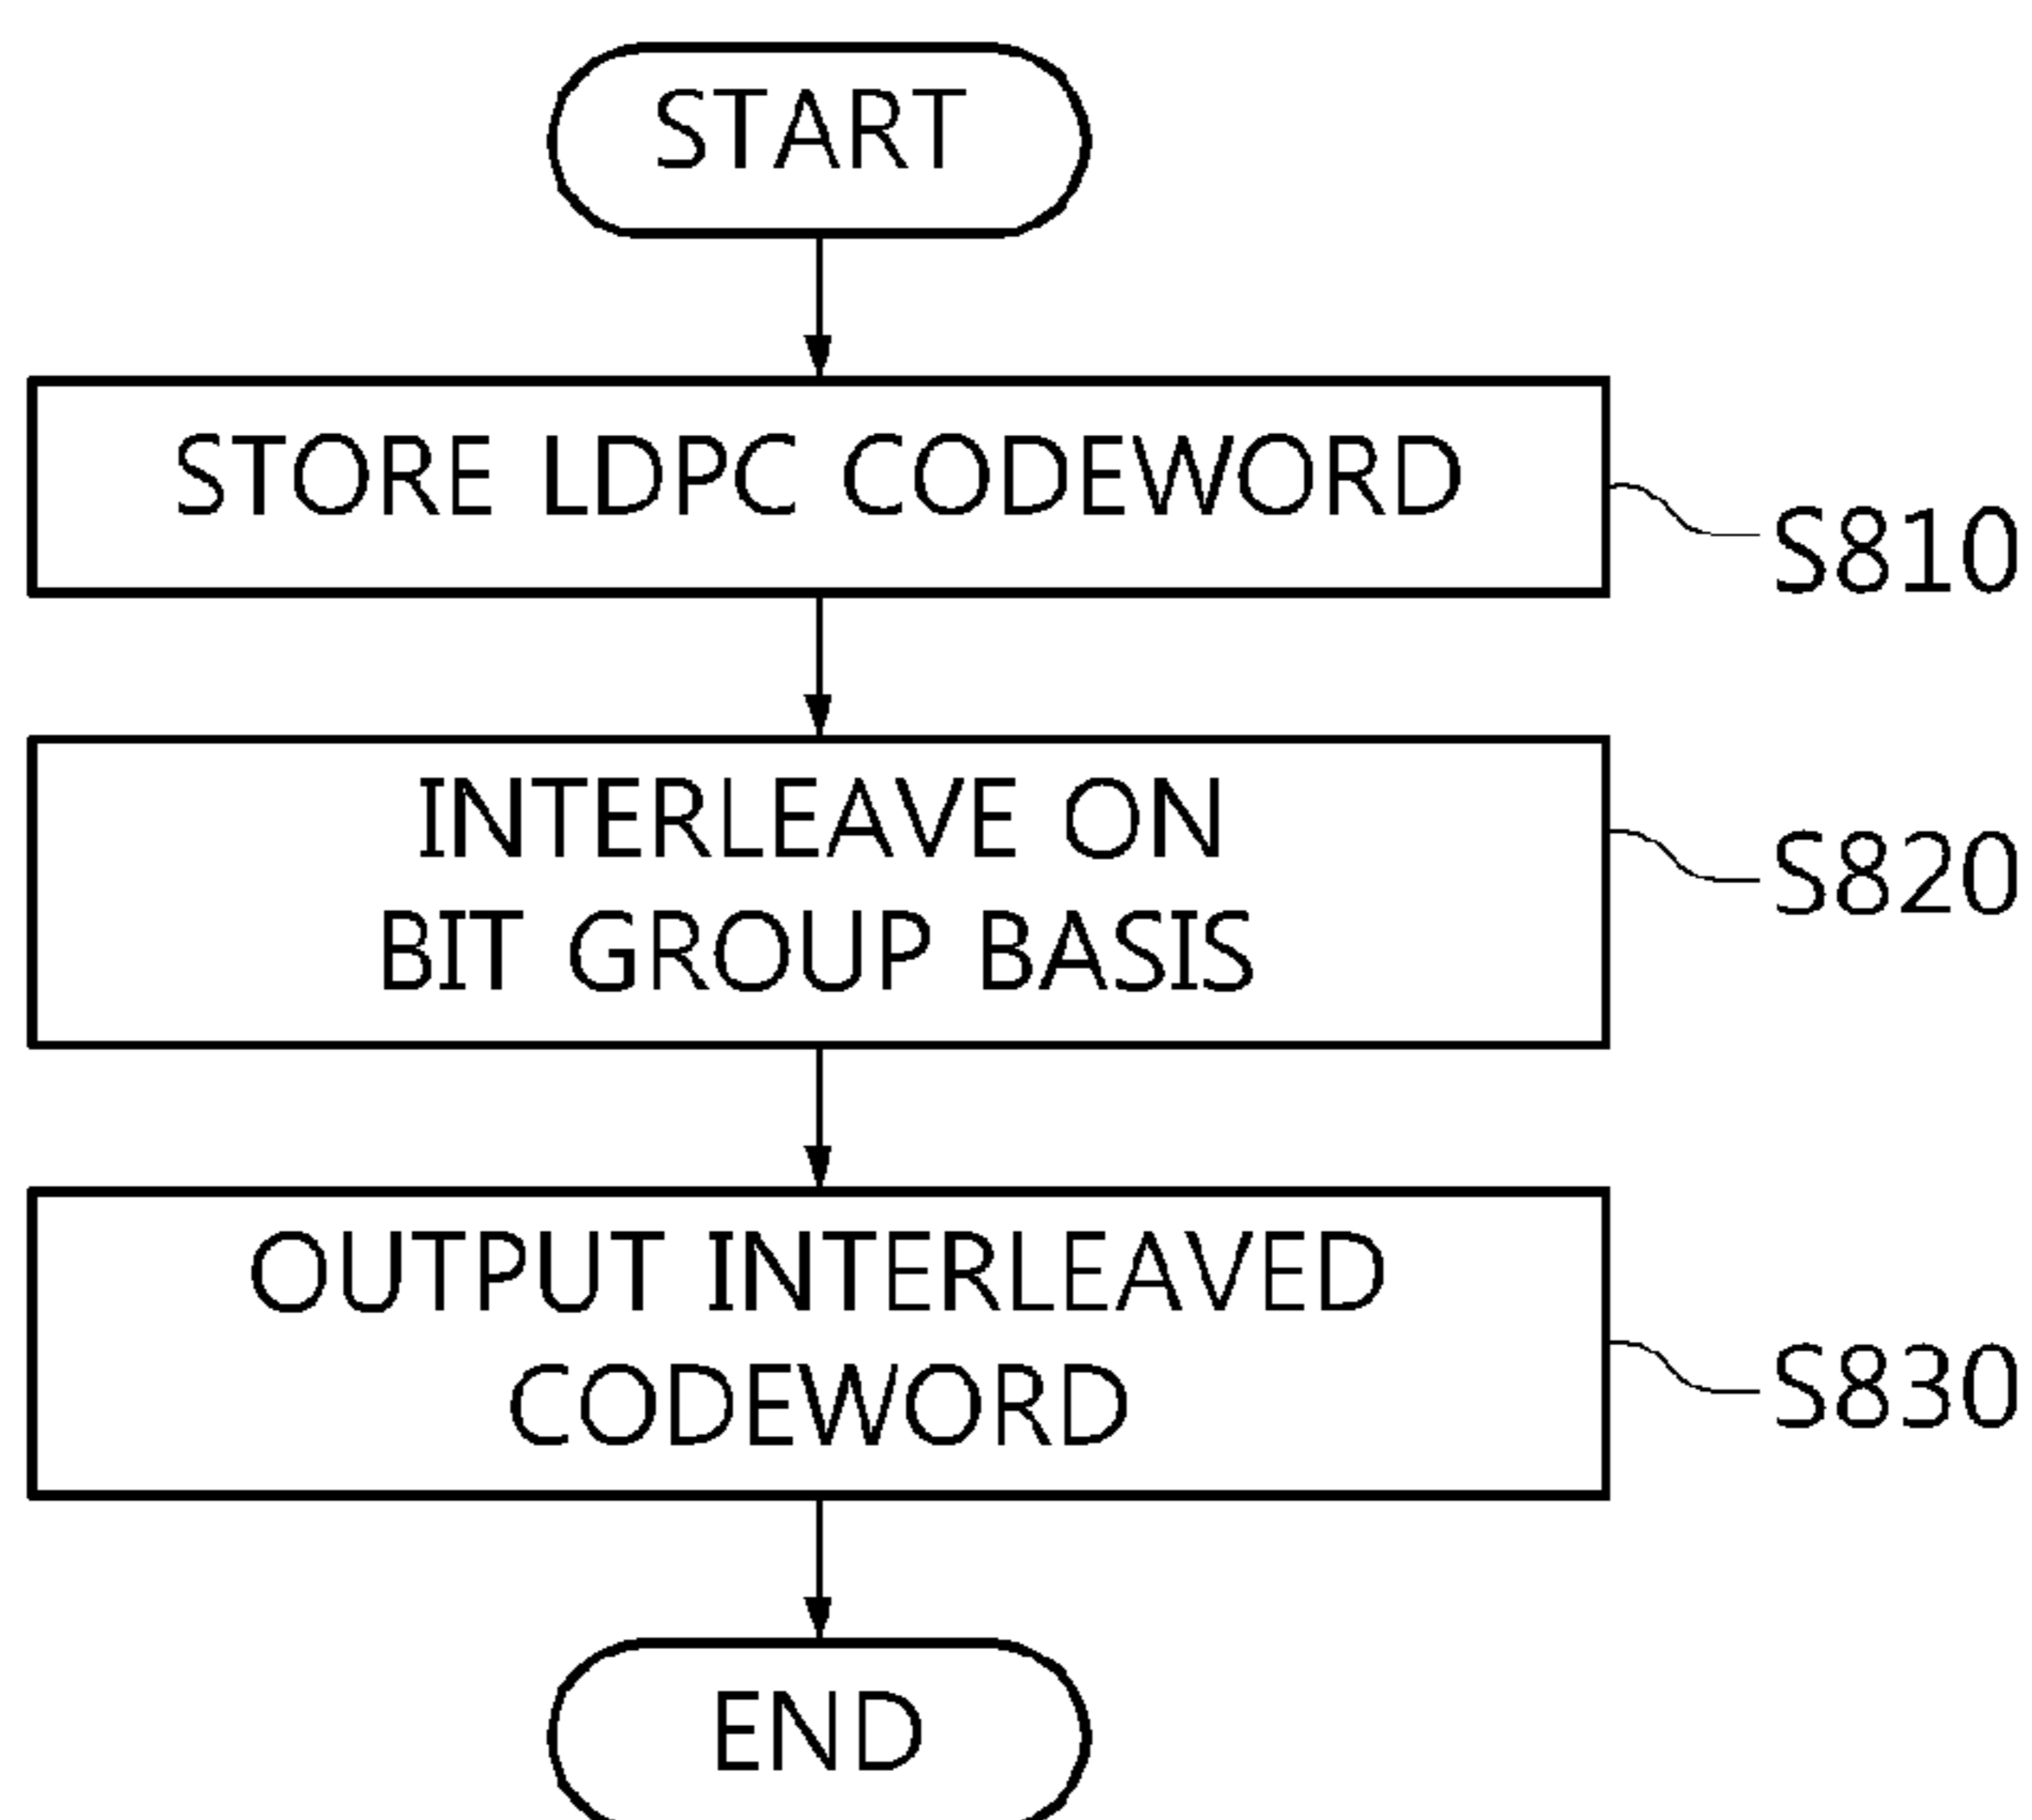 START
STORE LDPC CODEWORD
S810
INTERLEAVE ON
BIT GROUP BASIS
S820
OUTPUT INTERLEAVED
CODEWORD
S830
END